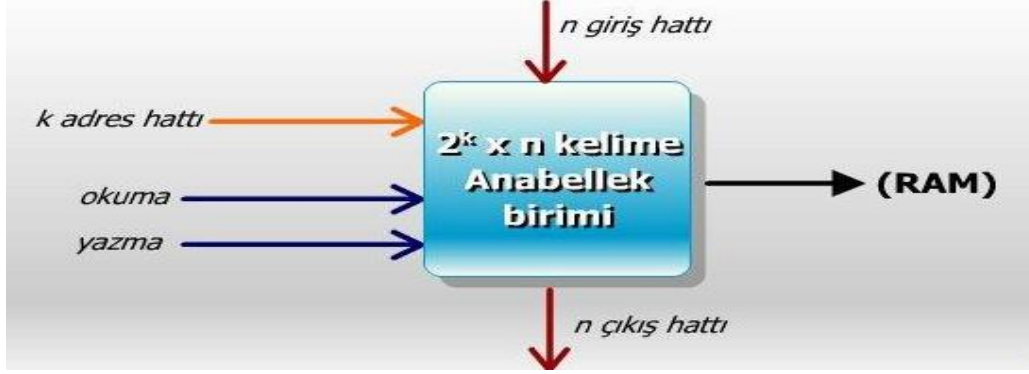 n giriş hattı
k adres hattı
2ᵏ x n kelime
Anabellek
birimi
okuma
yazma
(RAM)
n çıkış hattı